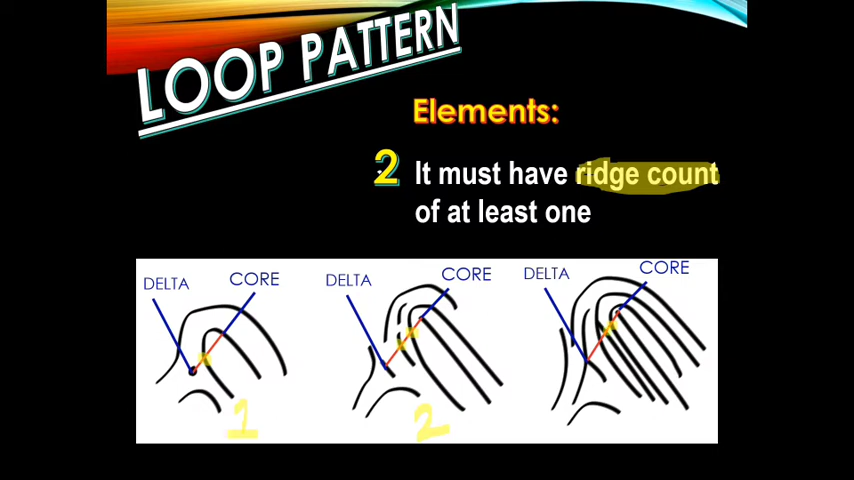 LOOP PATTERN
Elements:
2 It must have ridge count
of at least one
DELTA CORE DELTA CORE DELTA CORE
1 2